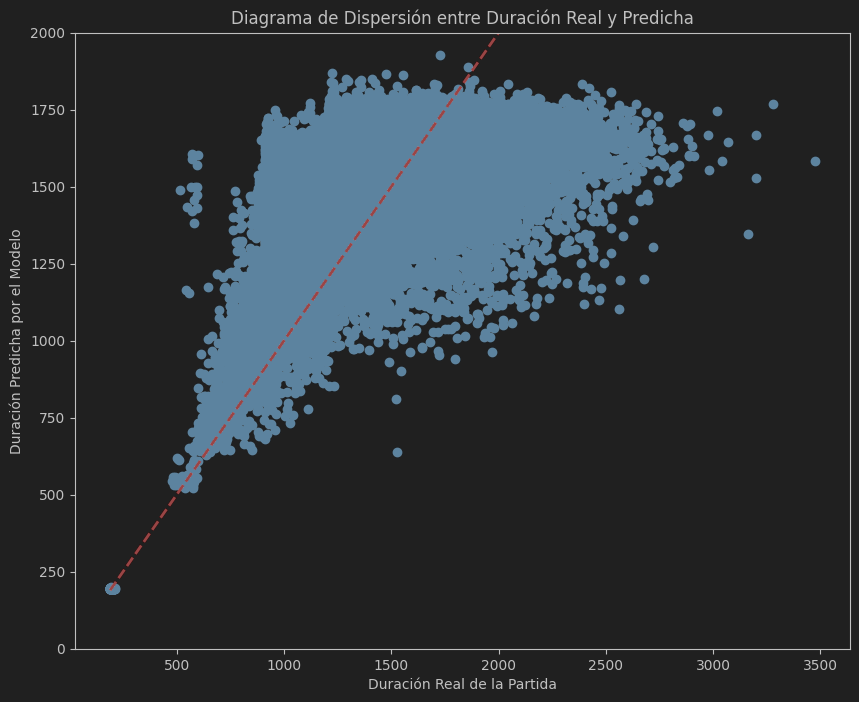 Diagrama de Dispersión entre Duración Real y Predicha
Duración Predicha por el Modelo
2000
1750
1500
1250
1000
750
500
250
0
500 1000 1500 2000 2500 3000 3500
Duración Real de la Partida